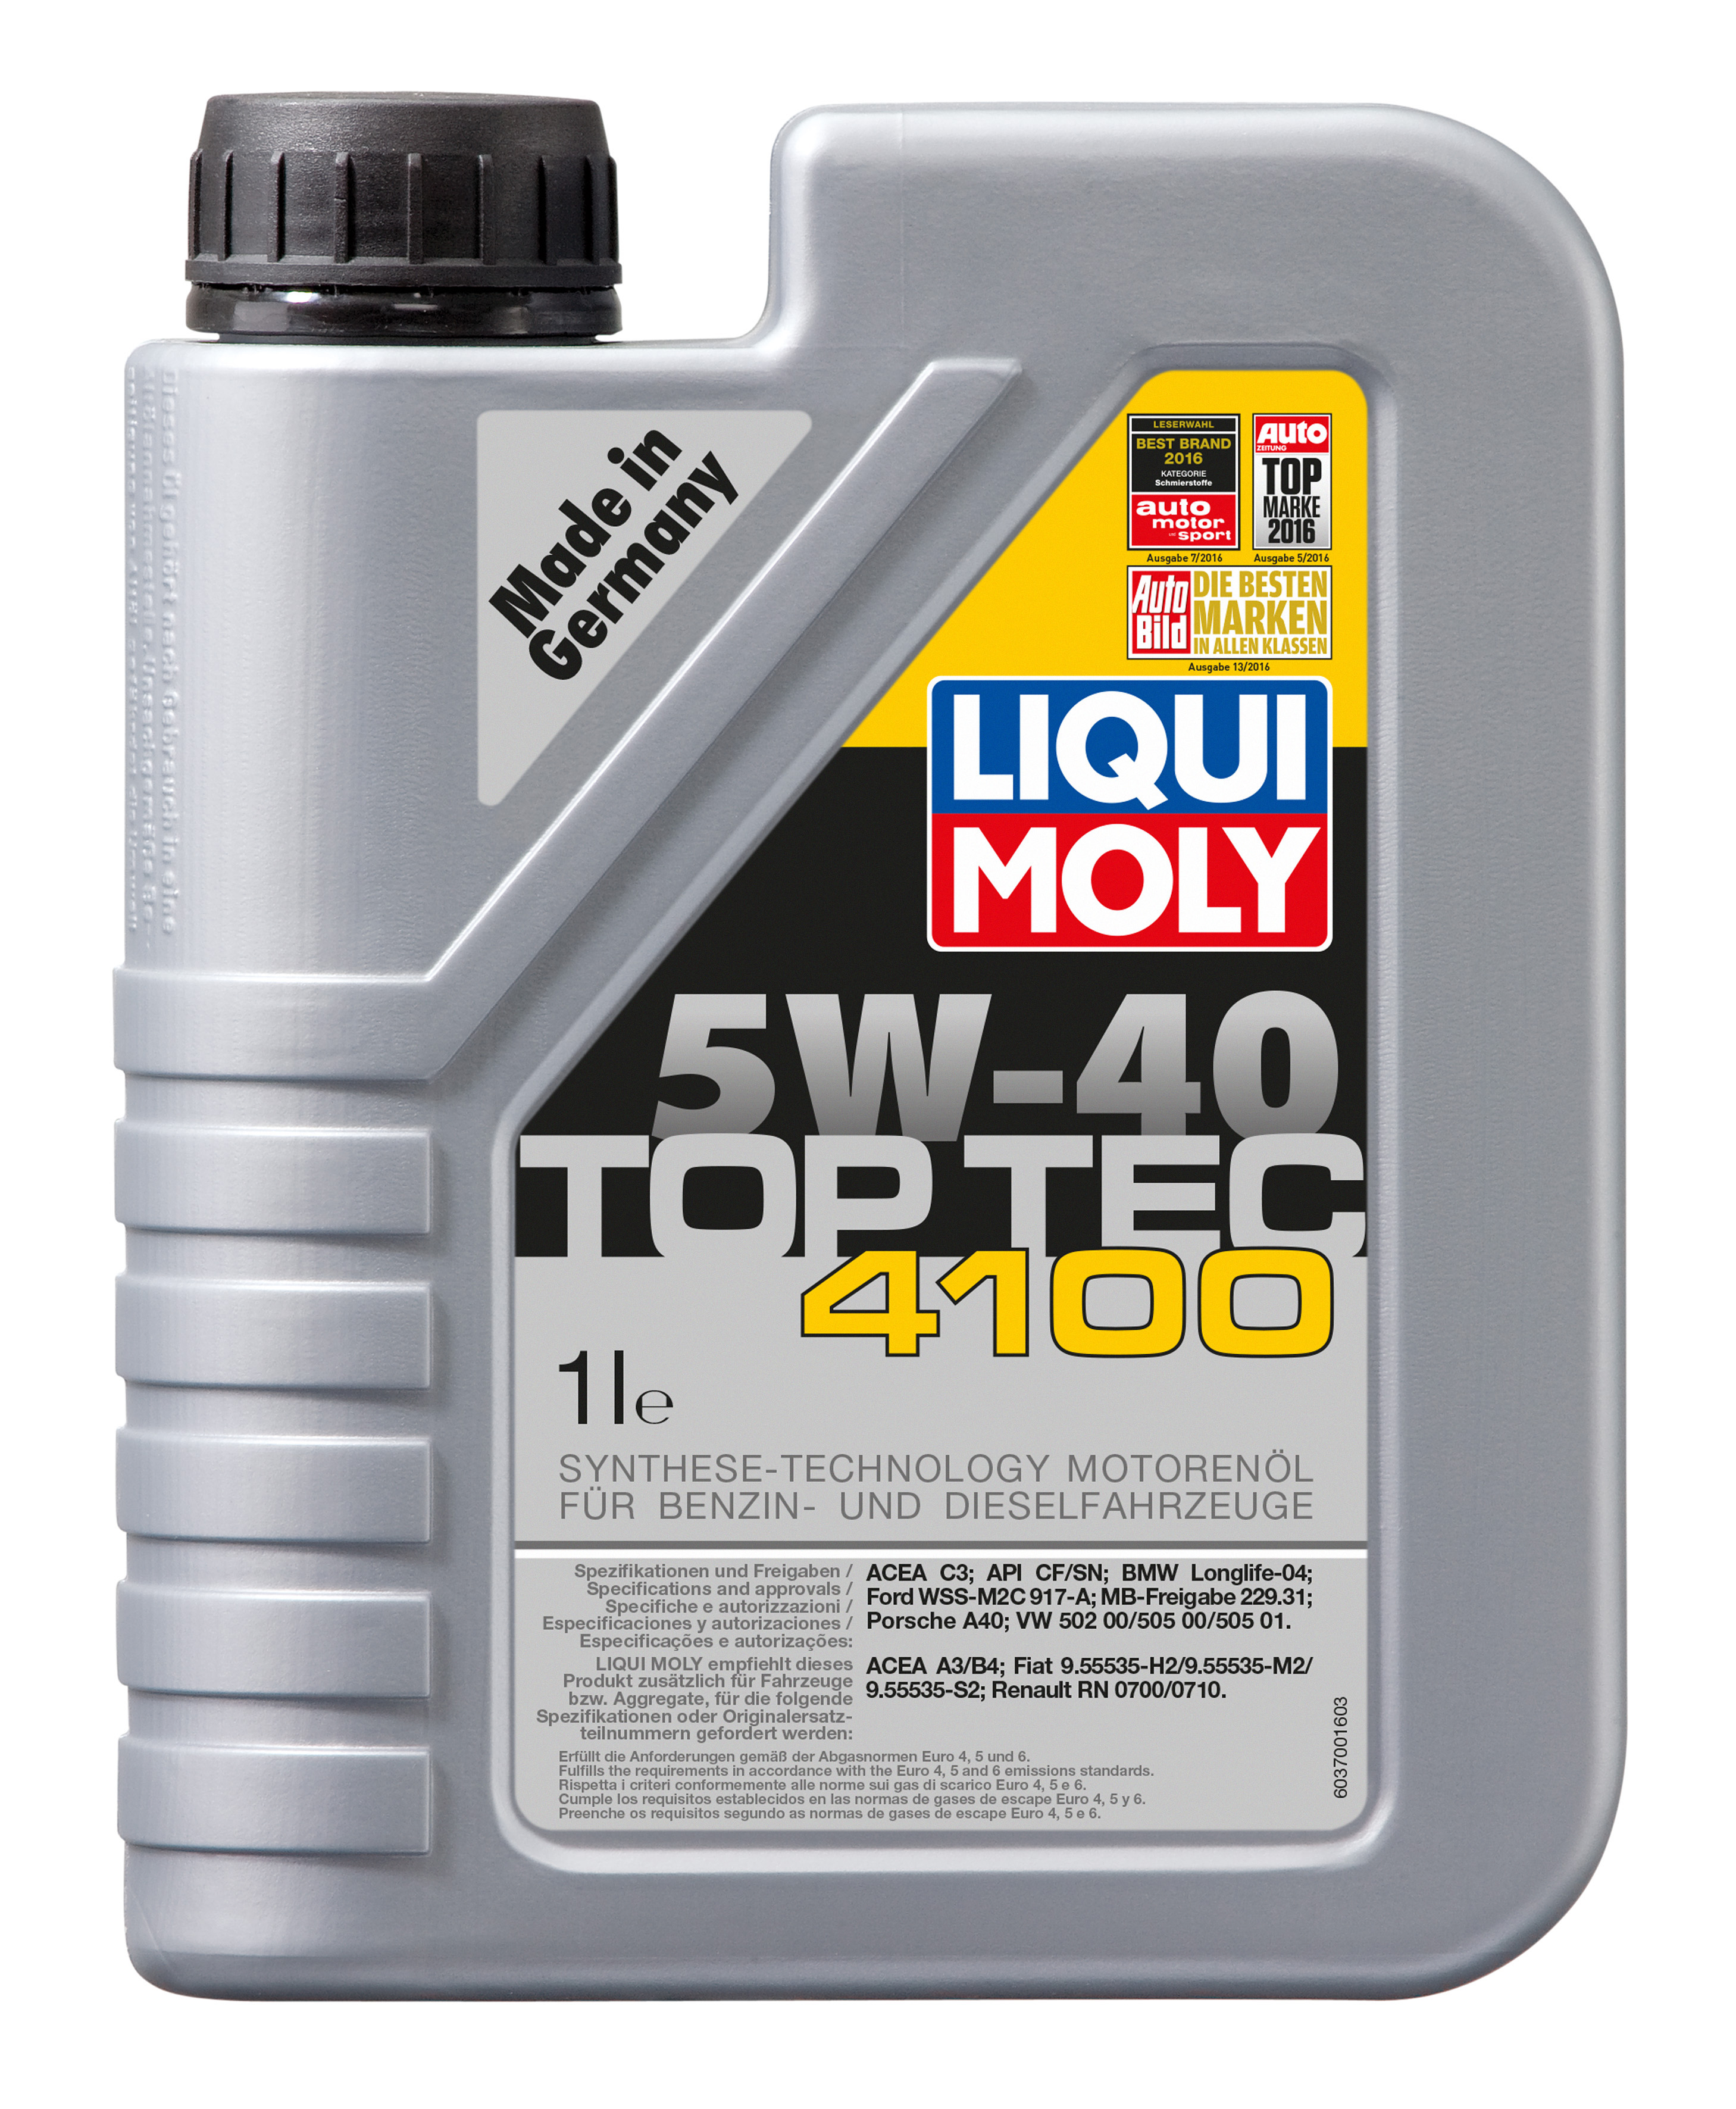 Made in
Germany
LESERWAHL
BEST BRAND
2016
KATEGORIE
Schmierstoffe
auto
motor
und sport
Ausgabe 7/2016
Auto
ZEITUNG
TOP
MARKE
2016
Ausgabe 5/2016
Auto
Bild
DIE BESTEN
MARKEN
IN ALLEN KLASSEN
Ausgabe 13/2016
LIQUI
MOLY
5W-40
TOP TEC
4100
1 l e
SYNTHESE-TECHNOLOGY MOTORENÖL
FÜR BENZIN- UND DIESELFAHRZEUGE
Spezifikationen und Freigaben /
Specifications and approvals /
Specifiche e autorizzazioni /
Especificaciones y autorizaciones /
Especificações e autorizações:
ACEA C3; API CF/SN; BMW Longlife-04;
Ford WSS-M2C 917-A; MB-Freigabe 229.31;
Porsche A40; VW 502 00/505 00/505 01.
LIQUI MOLY empfiehlt dieses
Produkt zusätzlich für Fahrzeuge
bzw. Aggregate, für die folgende
Spezifikationen oder Originalersatz-
teilnummern gefordert werden:
ACEA A3/B4; Fiat 9.55535-H2/9.55535-M2/
9.55535-S2; Renault RN 0700/0710.
Erfüllt die Anforderungen gemäß der Abgasnormen Euro 4, 5 und 6.
Fulfills the requirements in accordance with the Euro 4, 5 and 6 emissions standards.
Rispetta i criteri conformemente alle norme sui gas di scarico Euro 4, 5 e 6.
Cumple los requisitos establecidos en las normas de gases de escape Euro 4, 5 y 6.
Preenche os requisitos segundo as normas de gases de escape Euro 4, 5 e 6.
6037001603